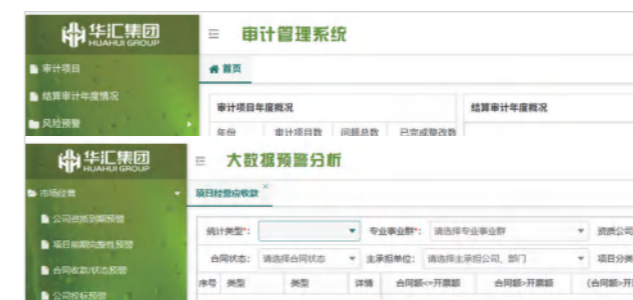 华汇集团
HUAHUI GROUP
审计管理系统
审计项目
首页
结算审计年度情况
审计项目年度概况 结算审计年度概况
风险预警
年份 审计项目数 问题总数 已完成整改数
华汇集团
HUAHUI GROUP
大数据预警分析
市场经营
项目经营应收款 ×
公司资质到期预警
统计类型*: 专业事业群*: 请选择专业事业群 资质公司
项目前期完整性预警
合同状态: 请选择合同状态 主承担单位: 请选择主承担公司、部门 项目分类
合同收款/状态预警
序号 类型 类型 详情 合同额<=开票额 合同额>开票额 (合同额>开
公司投标预警